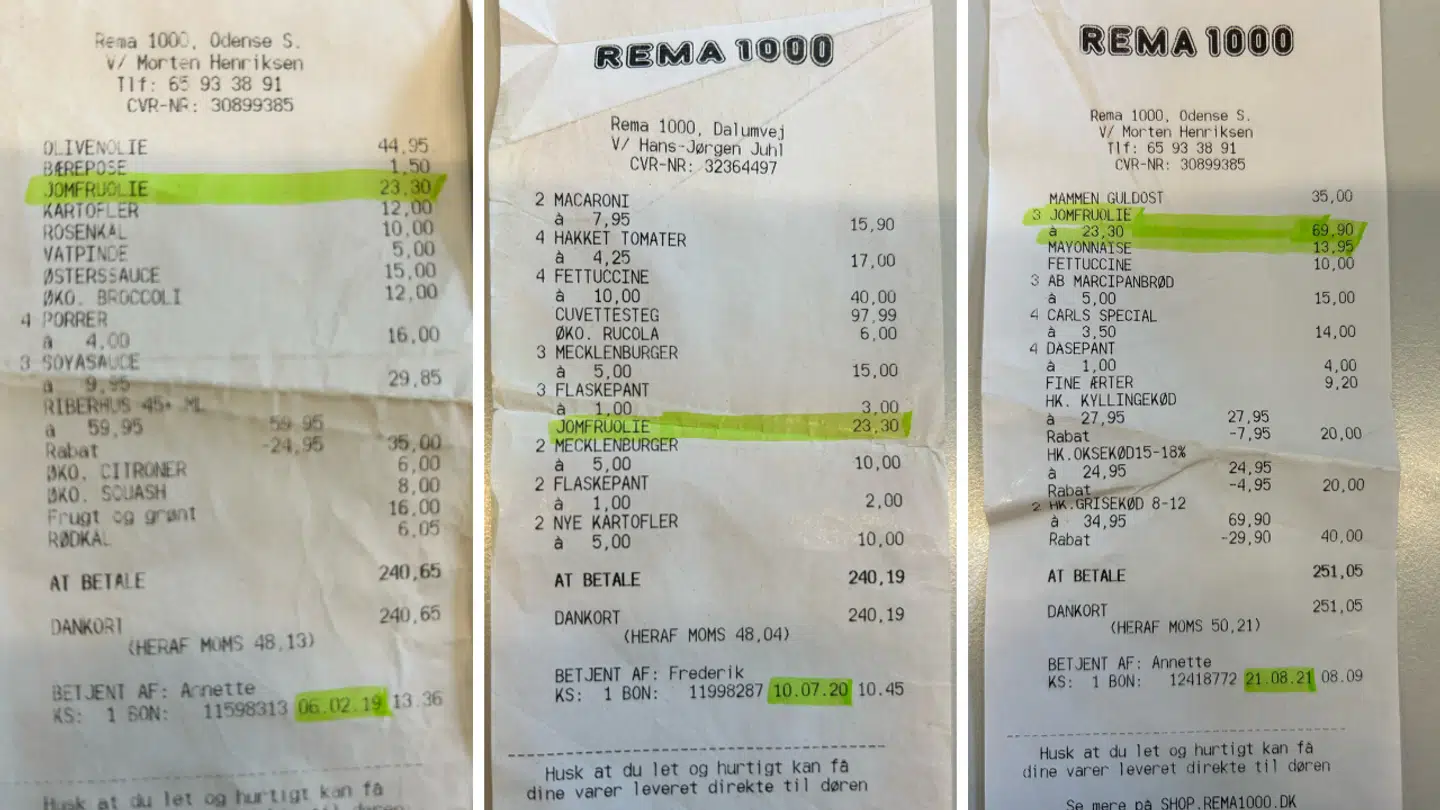 Rema 1000, Odense S.
V/ Morten Henriksen
Tlf: 65 93 38 91
CVR-NR: 30899385
OLIVENOLIE 44,95
BÆREPOSE 1,50
JOMFRUOLIE 23,30
KARTOFLER 12,00
ROSENKÅL 10,00
VATPINDE 5,00
ØSTERSSAUCE 15,00
ØKO. BROCCOLI 12,00
4 PORRER
à 4,00 16,00
3 SOYASAUCE
à 9,95 29,85
RIBERHUS 45+ ML
à 59,95 59,95
Rabat -24,95 35,00
ØKO. CITRONER 6,00
ØKO. SQUASH 8,00
Frugt og grønt 16,00
RØDKÅL 6,05
AT BETALE 240,65
DANKORT 240,65
(HERAF MOMS 48,13)
BETJENT AF: Annette
KS: 1 BON: 11598313 06.02.19 13.36
Husk at du let og hurtigt kan få
REMA 1000
Rema 1000, Dalumvej
V/ Hans-Jørgen Juhl
CVR-NR: 32364497
2 MACARONI
à 7,95 15,90
4 HAKKET TOMATER
à 4,25 17,00
4 FETTUCCINE
à 10,00 40,00
CUVETTESTEG 97,99
ØKO. RUCOLA 6,00
3 MECKLENBURGER
à 5,00 15,00
3 FLASKEPANT
à 1,00 3,00
JOMFRUOLIE 23,30
2 MECKLENBURGER
à 5,00 10,00
2 FLASKEPANT
à 1,00 2,00
2 NYE KARTOFLER
à 5,00 10,00
AT BETALE 240,19
DANKORT 240,19
(HERAF MOMS 48,04)
BETJENT AF: Frederik
KS: 1 BON: 11998287 10.07.20 10.45
Husk at du let og hurtigt kan få
dine varer leveret direkte til døren
REMA 1000
Rema 1000, Odense S.
V/ Morten Henriksen
Tlf: 65 93 38 91
CVR-NR: 30899385
MAMMEN GULDOST 35,00
3 JOMFRUOLIE
à 23,30 69,90
MAYONNAISE 13,95
FETTUCCINE 10,00
3 AB MARCIPANBRØD
à 5,00 15,00
4 CARLS SPECIAL
à 3,50 14,00
4 DÅSEPANT
à 1,00 4,00
FINE ÆRTER 9,20
HK. KYLLINGEKØD
à 27,95 27,95
Rabat -7,95 20,00
HK.OKSEKØD15-18%
à 24,95 24,95
Rabat -4,95 20,00
2 HK.GRISEKØD 8-12
à 34,95 69,90
Rabat -29,90 40,00
AT BETALE 251,05
DANKORT 251,05
(HERAF MOMS 50,21)
BETJENT AF: Annette
KS: 1 BON: 12418772 21.08.21 08.09
Husk at du let og hurtigt kan få
dine varer leveret direkte til døren
Se mere på SHOP.REMA1000.DK